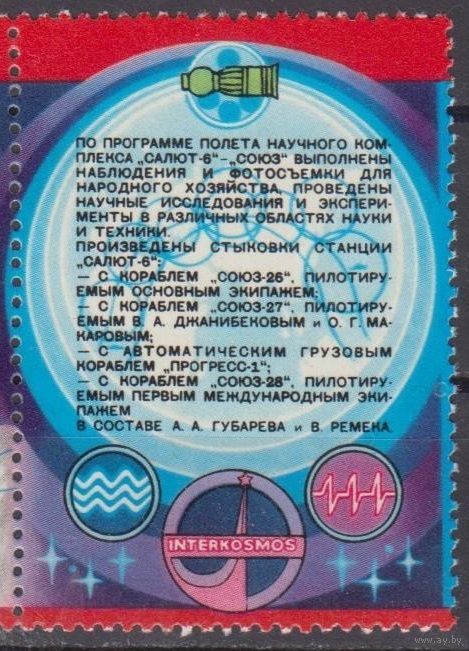 ПО ПРОГРАММЕ ПОЛЕТА НАУЧНОГО КОМ-
ПЛЕКСА „САЛЮТ-6"-„СОЮЗ" ВЫПОЛНЕНЫ
НАБЛЮДЕНИЯ И ФОТОСЪЕМКИ ДЛЯ
НАРОДНОГО ХОЗЯЙСТВА, ПРОВЕДЕНЫ
НАУЧНЫЕ ИССЛЕДОВАНИЯ И ЭКСПЕРИ-
МЕНТЫ В РАЗЛИЧНЫХ ОБЛАСТЯХ НАУКИ
И ТЕХНИКИ.
ПРОИЗВЕДЕНЫ СТЫКОВКИ СТАНЦИИ
„САЛЮТ-6":
— С КОРАБЛЕМ „СОЮЗ-26", ПИЛОТИРУ-
ЕМЫМ ОСНОВНЫМ ЭКИПАЖЕМ;
— С КОРАБЛЕМ „СОЮЗ-27", ПИЛОТИРУ-
ЕМЫМ В. А. ДЖАНИБЕКОВЫМ и О. Г. МА-
КАРОВЫМ;
— С АВТОМАТИЧЕСКИМ ГРУЗОВЫМ
КОРАБЛЕМ „ПРОГРЕСС-1";
— С КОРАБЛЕМ „СОЮЗ-28", ПИЛОТИРУ-
ЕМЫМ ПЕРВЫМ МЕЖДУНАРОДНЫМ ЭКИ-
ПАЖЕМ
В СОСТАВЕ А. А. ГУБАРЕВА и В. РЕМЕКА.
INTERKOSMOS
www.ay.by